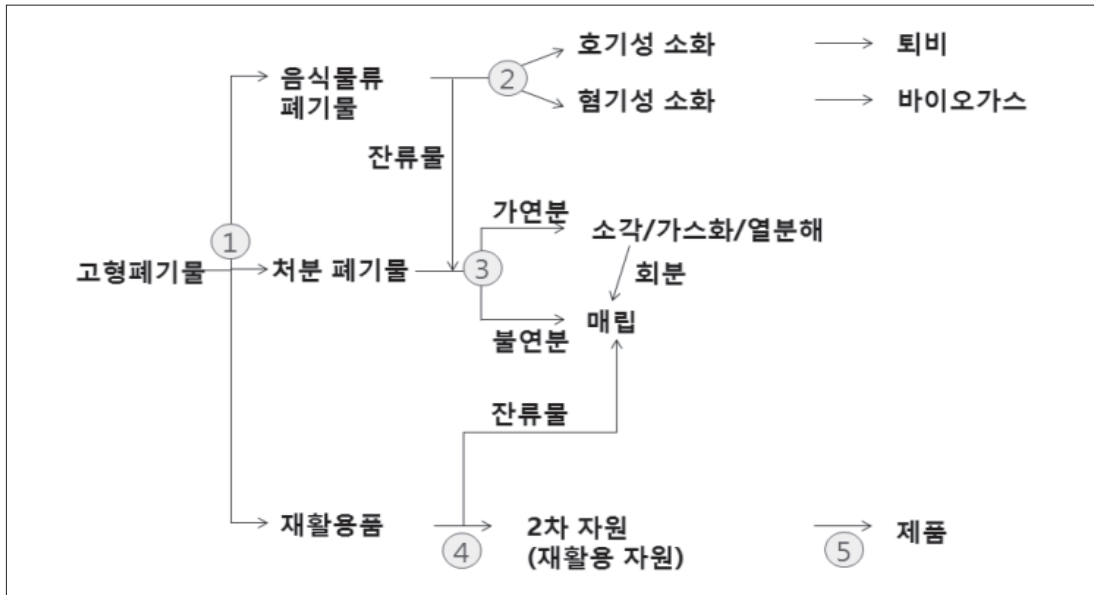 호기성 소화
퇴비
음식물류
폐기물
2
혐기성 소화
바이오가스
잔류물
가연분
소각/가스화/열분해
1
고형폐기물
처분 폐기물
3
회분
매립
불연분
잔류물
재활용품
4
2차 자원
(재활용 자원)
5
제품